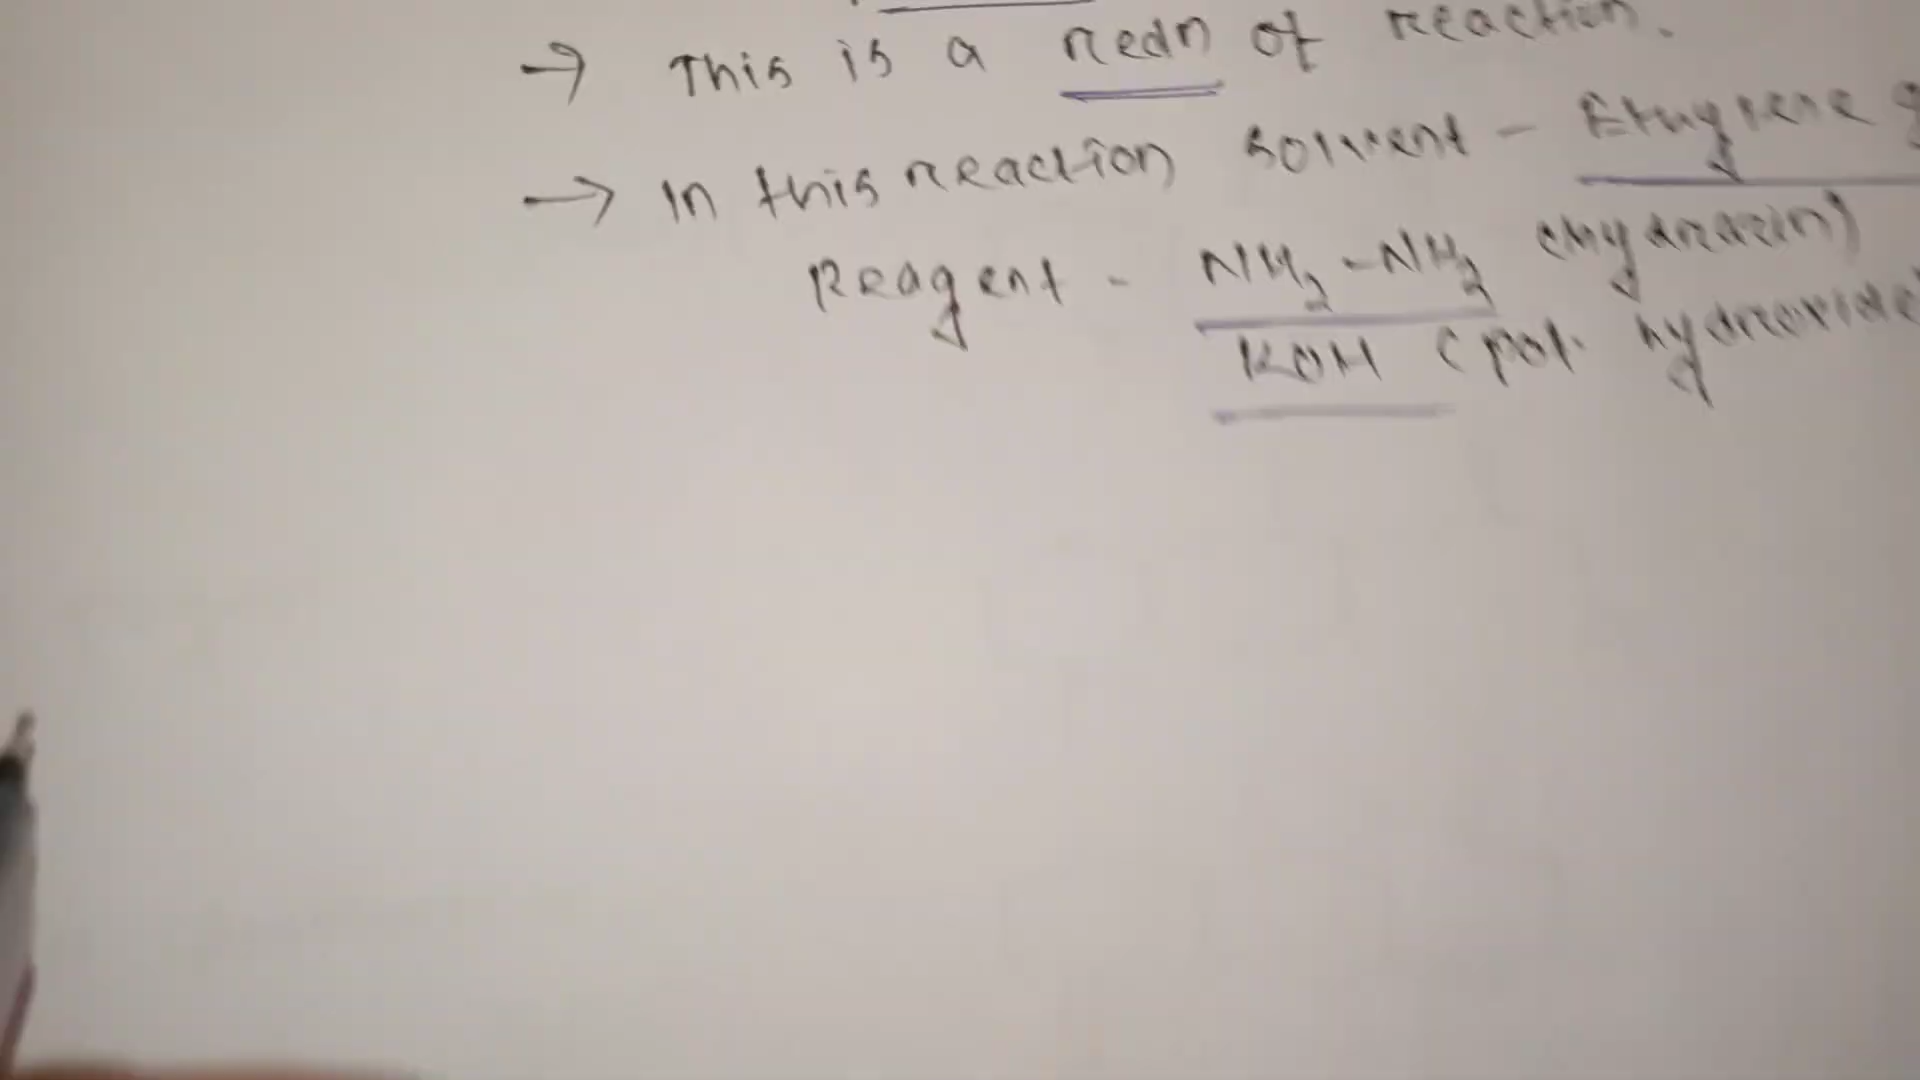 → This is a redn of reaction.
→ In this reaction solvent - Ethylene g
Reagent - NH₂-NH₂ (Hydrazin)
KOH (pot. hydroxide)